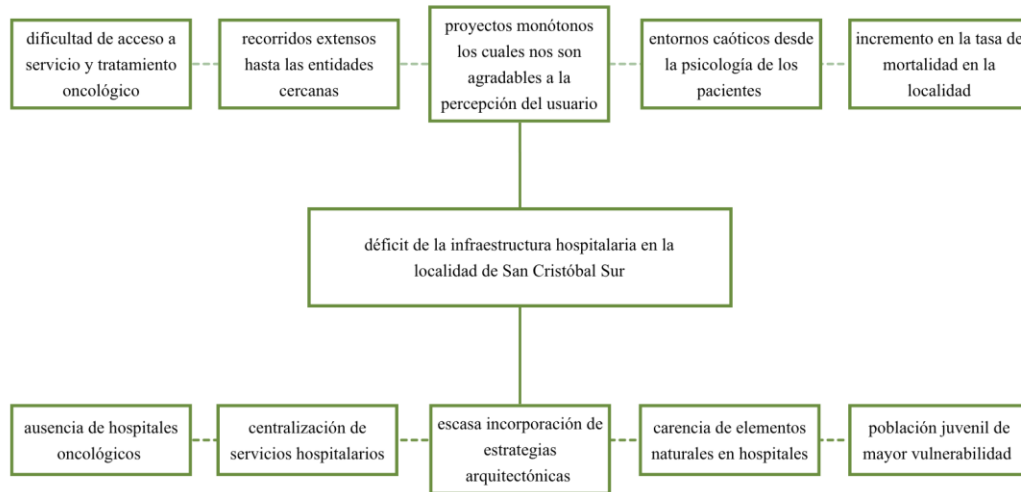 dificultad de acceso a
servicio y tratamiento
oncológico
recorridos extensos
hasta las entidades
cercanas
proyectos monótonos
los cuales nos son
agradables a la
percepción del usuario
entornos caóticos desde
la psicología de los
pacientes
incremento en la tasa de
mortalidad en la
localidad
déficit de la infraestructura hospitalaria en la
localidad de San Cristóbal Sur
ausencia de hospitales
oncológicos
centralización de
servicios hospitalarios
escasa incorporación de
estrategias
arquitectónicas
carencia de elementos
naturales en hospitales
población juvenil de
mayor vulnerabilidad